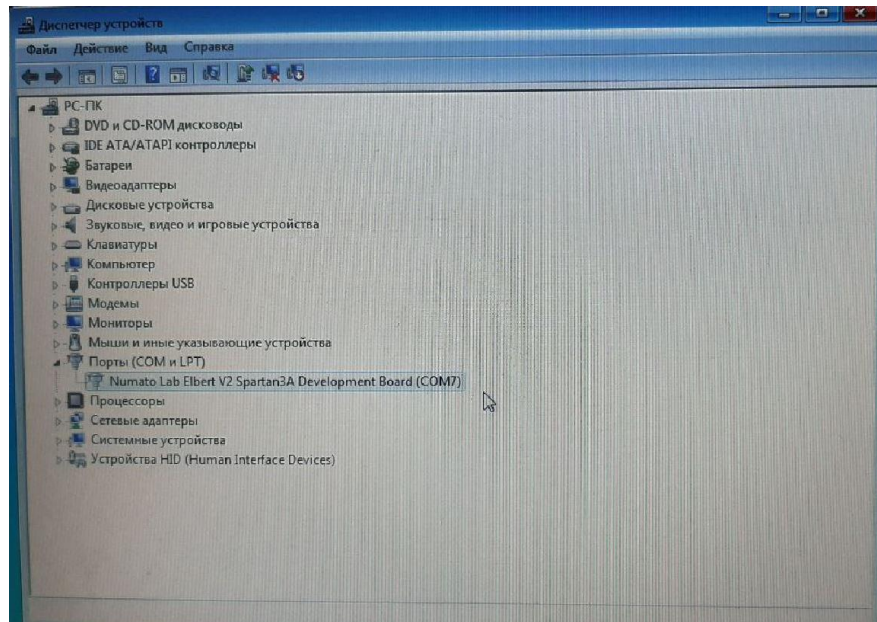 Диспетчер устройств
Файл Действие Вид Справка
РС-ПК
DVD и CD-ROM дисководы
IDE ATA/ATAPI контроллеры
Батареи
Видеоадаптеры
Дисковые устройства
Звуковые, видео и игровые устройства
Клавиатуры
Компьютер
Контроллеры USB
Модемы
Мониторы
Мыши и иные указывающие устройства
Порты (COM и LPT)
Numato Lab Elbert V2 Spartan3A Development Board (COM7)
Процессоры
Сетевые адаптеры
Системные устройства
Устройства HID (Human Interface Devices)